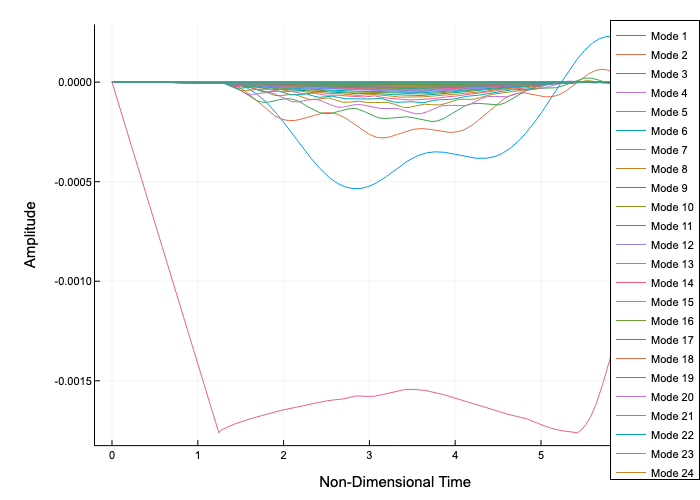 0.0000
-0.0005
-0.0010
-0.0015
Amplitude
0 1 2 3 4 5
Non-Dimensional Time
Mode 1
Mode 2
Mode 3
Mode 4
Mode 5
Mode 6
Mode 7
Mode 8
Mode 9
Mode 10
Mode 11
Mode 12
Mode 13
Mode 14
Mode 15
Mode 16
Mode 17
Mode 18
Mode 19
Mode 20
Mode 21
Mode 22
Mode 23
Mode 24